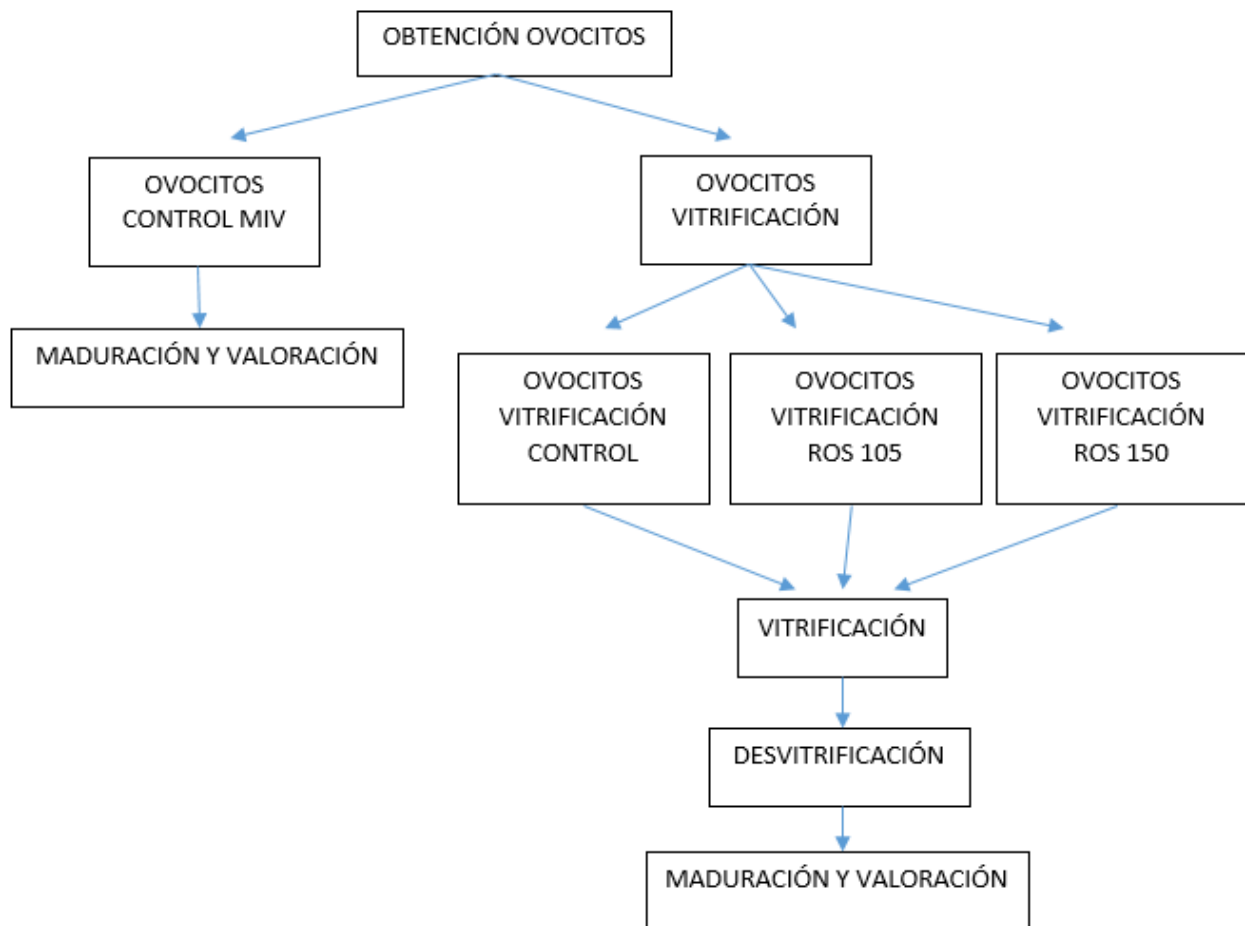 OBTENCIÓN OVOCITOS
OVOCITOS
CONTROL MIV
OVOCITOS
VITRIFICACIÓN
MADURACIÓN Y VALORACIÓN
OVOCITOS
VITRIFICACIÓN
CONTROL
OVOCITOS
VITRIFICACIÓN
ROS 105
OVOCITOS
VITRIFICACIÓN
ROS 150
VITRIFICACIÓN
DESVITRIFICACIÓN
MADURACIÓN Y VALORACIÓN